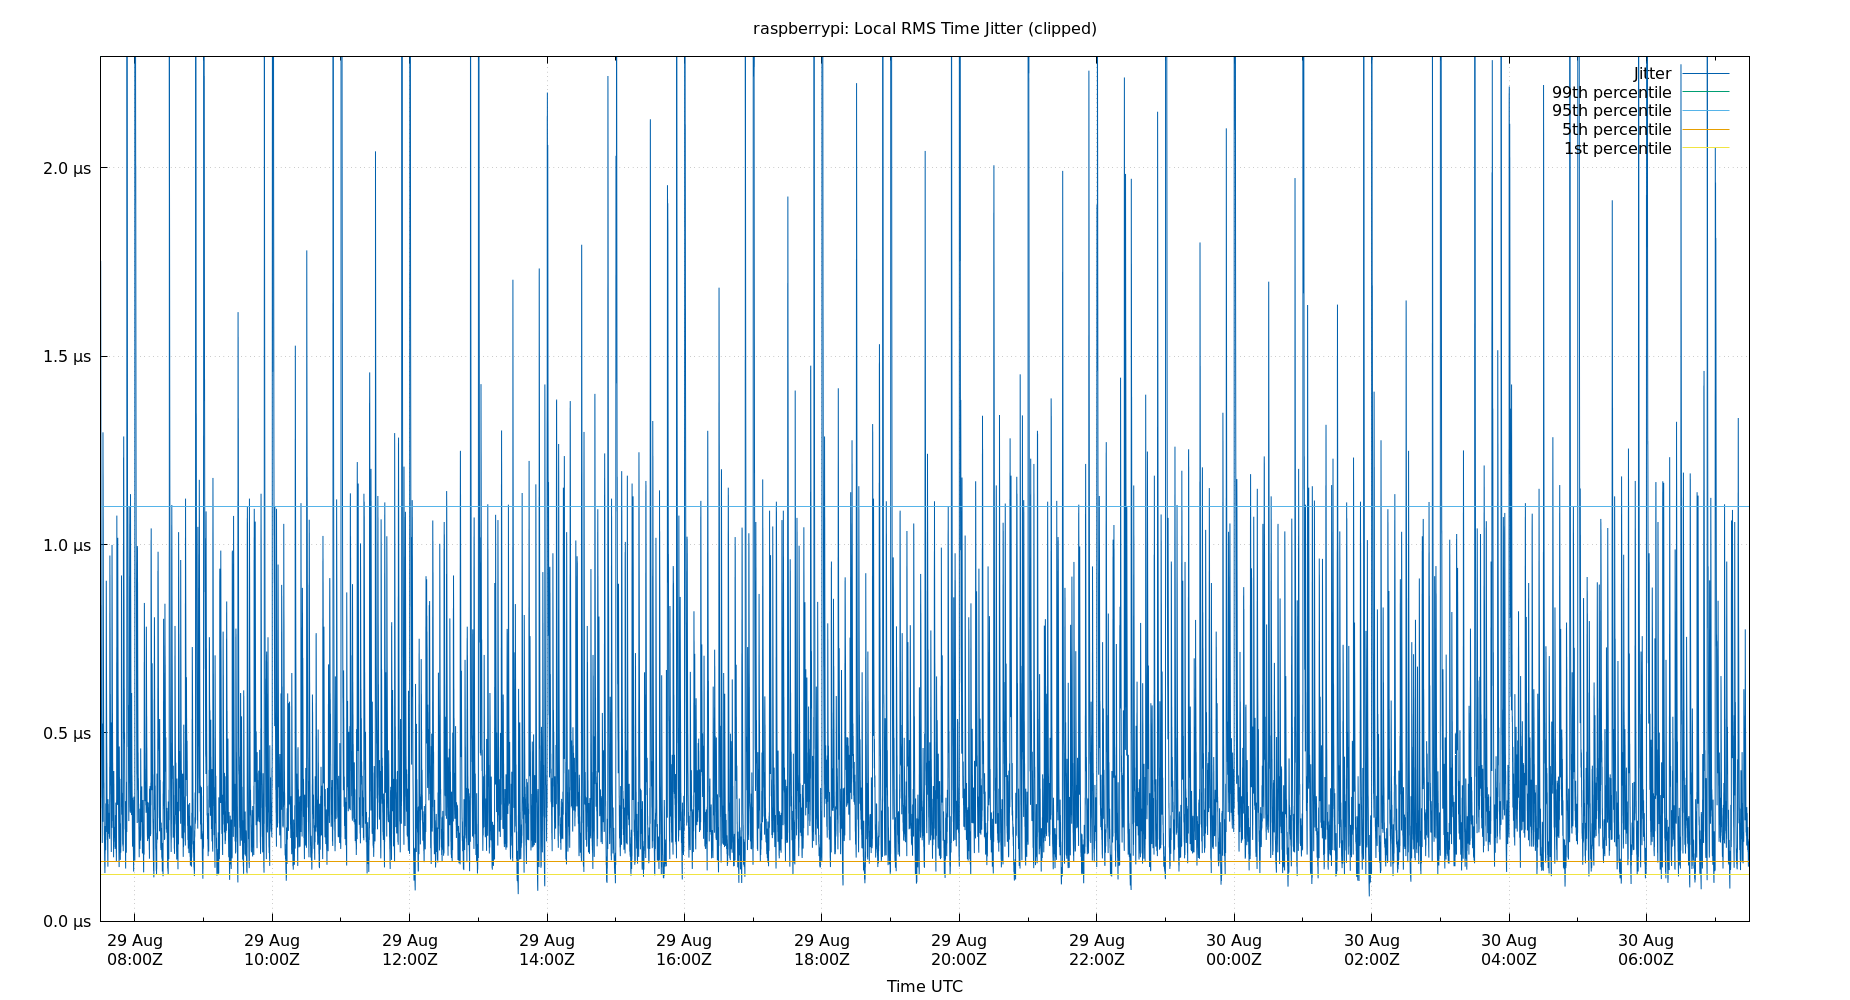 raspberrypi: Local RMS Time Jitter (clipped)
Jitter
99th percentile
95th percentile
5th percentile
1st percentile
2.0 µs
1.5 µs
1.0 µs
0.5 µs
0.0 µs
29 Aug 29 Aug 29 Aug 29 Aug 29 Aug 29 Aug 29 Aug 29 Aug 30 Aug 30 Aug 30 Aug 30 Aug
08:00Z 10:00Z 12:00Z 14:00Z 16:00Z 18:00Z 20:00Z 22:00Z 00:00Z 02:00Z 04:00Z 06:00Z
Time UTC